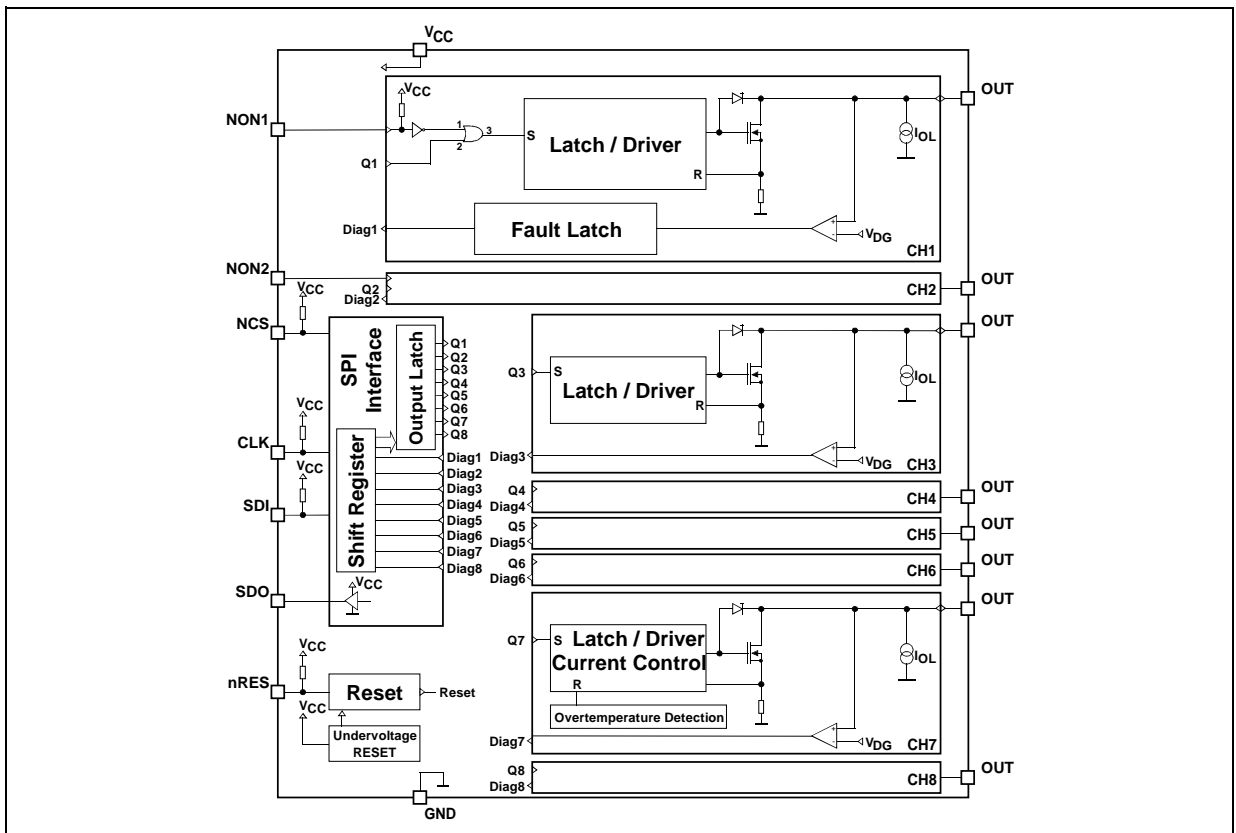 VCC
OUT
VCC
NON1
1
3
2
S
Latch / Driver
IOL
Q1
R
Diag1
Fault Latch
+
-
VDG
CH1
NON2
OUT
Q2
CH2
Diag2
VCC
NCS
OUT
SPI
Interface
Output Latch
Q1
Q2
Q3
Q4
Q5
Q6
Q7
Q8
Q3
S
Latch / Driver
R
IOL
VCC
CLK
Shift Register
Diag1
Diag2
Diag3
Diag4
Diag5
Diag6
Diag7
Diag8
Diag3
+
-
VDG
CH3
VCC
SDI
Q4
Diag4
CH4
OUT
Q5
Diag5
CH5
OUT
Q6
Diag6
CH6
OUT
SDO
VCC
OUT
Q7
S
Latch / Driver
Current Control
R
Overtemperature Detection
IOL
VCC
nRES
Reset
Reset
VCC
Undervoltage
RESET
Diag7
+
-
VDG
CH7
Q8
Diag8
CH8
OUT
GND